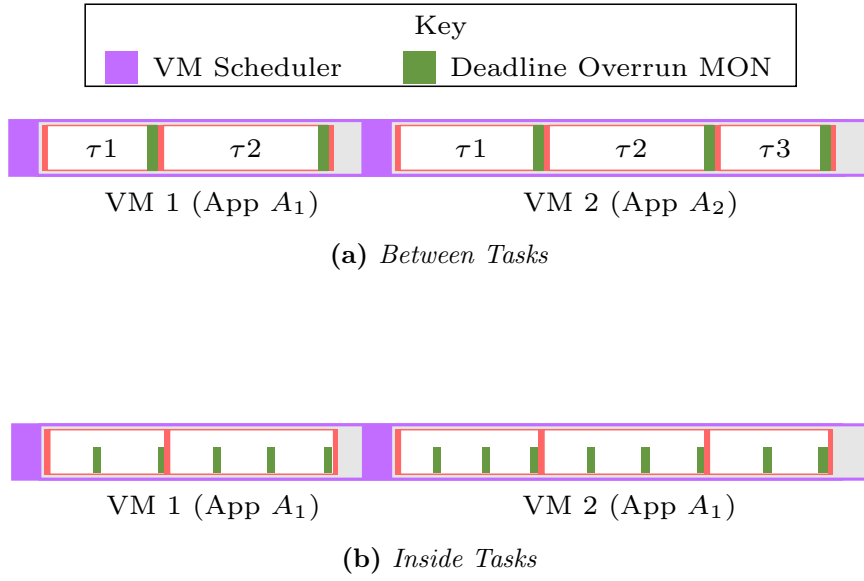 Key
VM Scheduler Deadline Overrun MON
τ1 τ2 τ1 τ2 τ3
VM 1 (App A₁) VM 2 (App A₂)
(a) Between Tasks
VM 1 (App A₁) VM 2 (App A₁)
(b) Inside Tasks